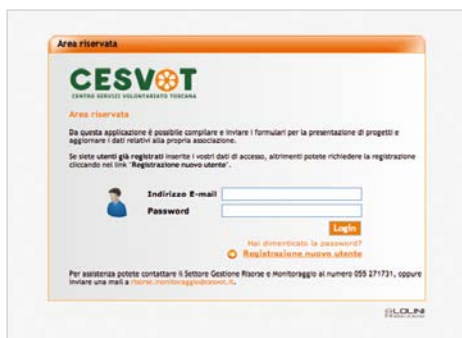 Area riservata
CESVOT
CENTRO SERVIZI VOLONTARIATO TOSCANA
Area riservata
Da questa applicazione è possibile compilare e inviare i formulari per la presentazione di progetti e
aggiornare i dati relativi alla propria associazione.
Se siete utenti già registrati inserite i vostri dati di accesso, altrimenti potete richiedere la registrazione
cliccando nel link "Registrazione nuovo utente".
Indirizzo E-mail
Password
Login
Hai dimenticato la password?
Registrazione nuovo utente
Per assistenza potete contattare il Settore Gestione Risorse e Monitoraggio al numero 055 271731, oppure
inviare una mail a risorse.monitoraggio@cesvot.it.